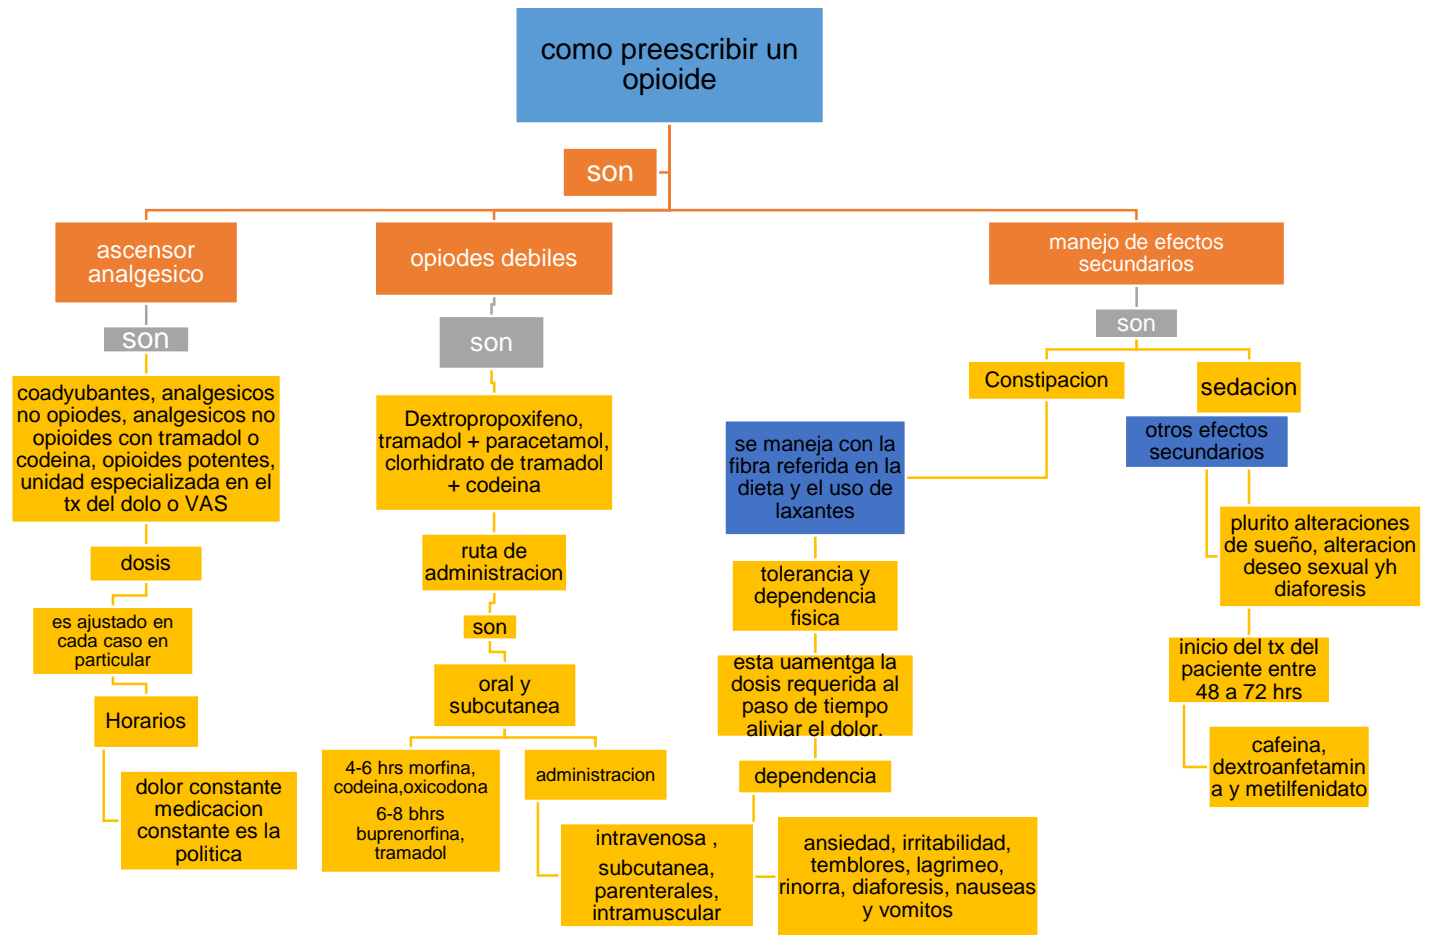 como preescribir un
opioide
son
ascensor
analgesico
son
coadyubantes, analgesicos
no opiodes, analgesicos no
opioides con tramadol o
codeina, opioides potentes,
unidad especializada en el
tx del dolo o VAS
dosis
es ajustado en
cada caso en
particular
Horarios
dolor constante
medicacion
constante es la
politica
opiodes debiles
son
Dextropropoxifeno,
tramadol + paracetamol,
clorhidrato de tramadol
+ codeina
ruta de
administracion
son
oral y
subcutanea
4-6 hrs morfina,
codeina,oxicodona
6-8 bhrs
buprenorfina,
tramadol
administracion
intravenosa ,
subcutanea,
parenterales,
intramuscular
manejo de efectos
secundarios
son
Constipacion
se maneja con la
fibra referida en la
dieta y el uso de
laxantes
tolerancia y
dependencia
fisica
esta uamentga la
dosis requerida al
paso de tiempo
aliviar el dolor.
dependencia
ansiedad, irritabilidad,
temblores, lagrimeo,
rinorra, diaforesis, nauseas
y vomitos
sedacion
otros efectos
secundarios
plurito alteraciones
de sueño, alteracion
deseo sexual yh
diaforesis
inicio del tx del
paciente entre
48 a 72 hrs
cafeina,
dextroanfetamin
a y metilfenidato